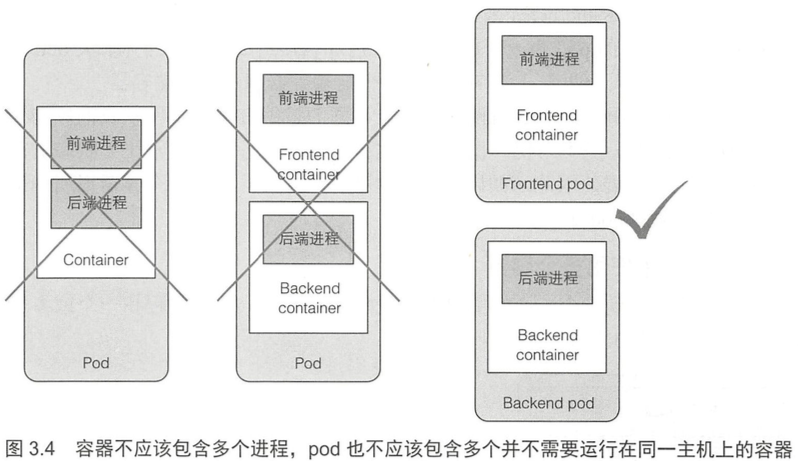 前端进程
后端进程
Container
Pod
前端进程
Frontend
container
后端进程
Backend
container
Pod
前端进程
Frontend
container
Frontend pod
后端进程
Backend
container
Backend pod
图 3.4 容器不应该包含多个进程，pod 也不应该包含多个并不需要运行在同一主机上的容器